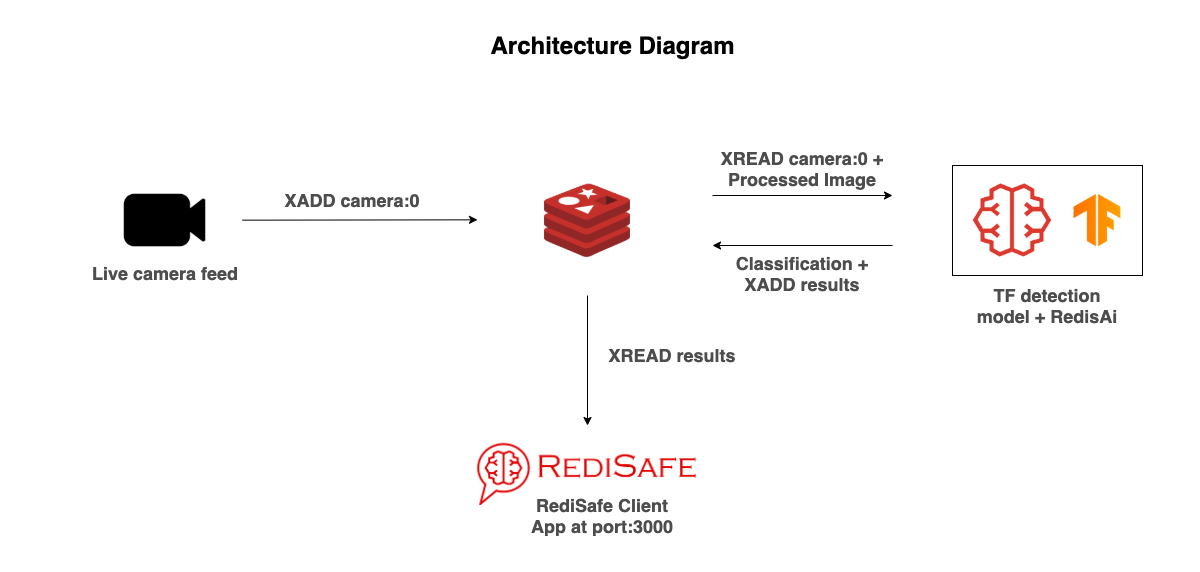 Architecture Diagram
XREAD camera:0 +
Processed Image
XADD camera:0
Live camera feed
Classification +
XADD results
TF detection
model + RedisAi
XREAD results
REDISAFE
RediSafe Client
App at port:3000